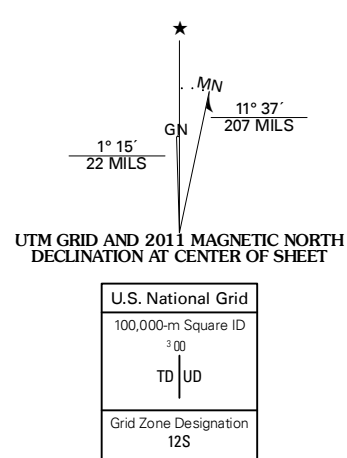 ★
MN
11° 37´
207 MILS
GN
1° 15´
22 MILS
UTM GRID AND 2011 MAGNETIC NORTH
DECLINATION AT CENTER OF SHEET
U.S. National Grid
100,000-m Square ID
³00
TD UD
Grid Zone Designation
12S